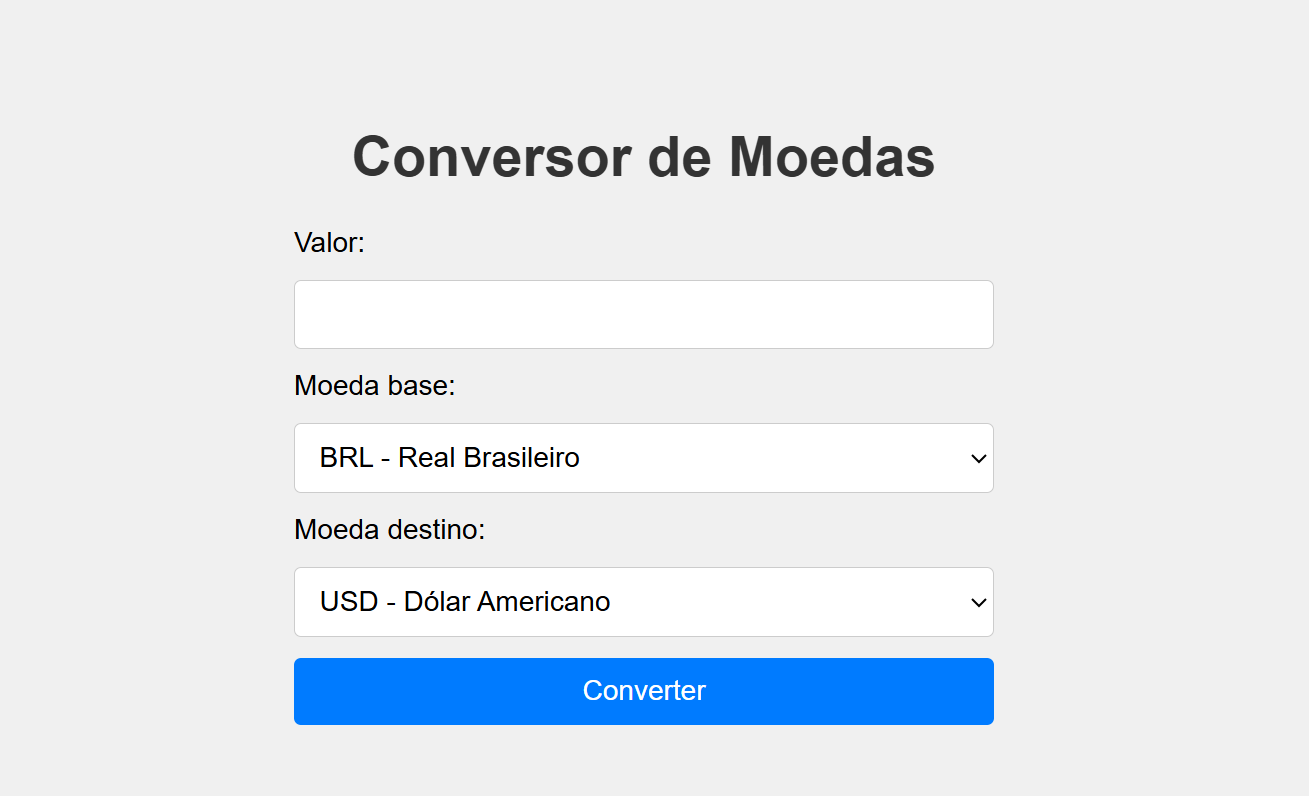 Conversor de Moedas
Valor:
Moeda base:
BRL - Real Brasileiro
Moeda destino:
USD - Dólar Americano
Converter